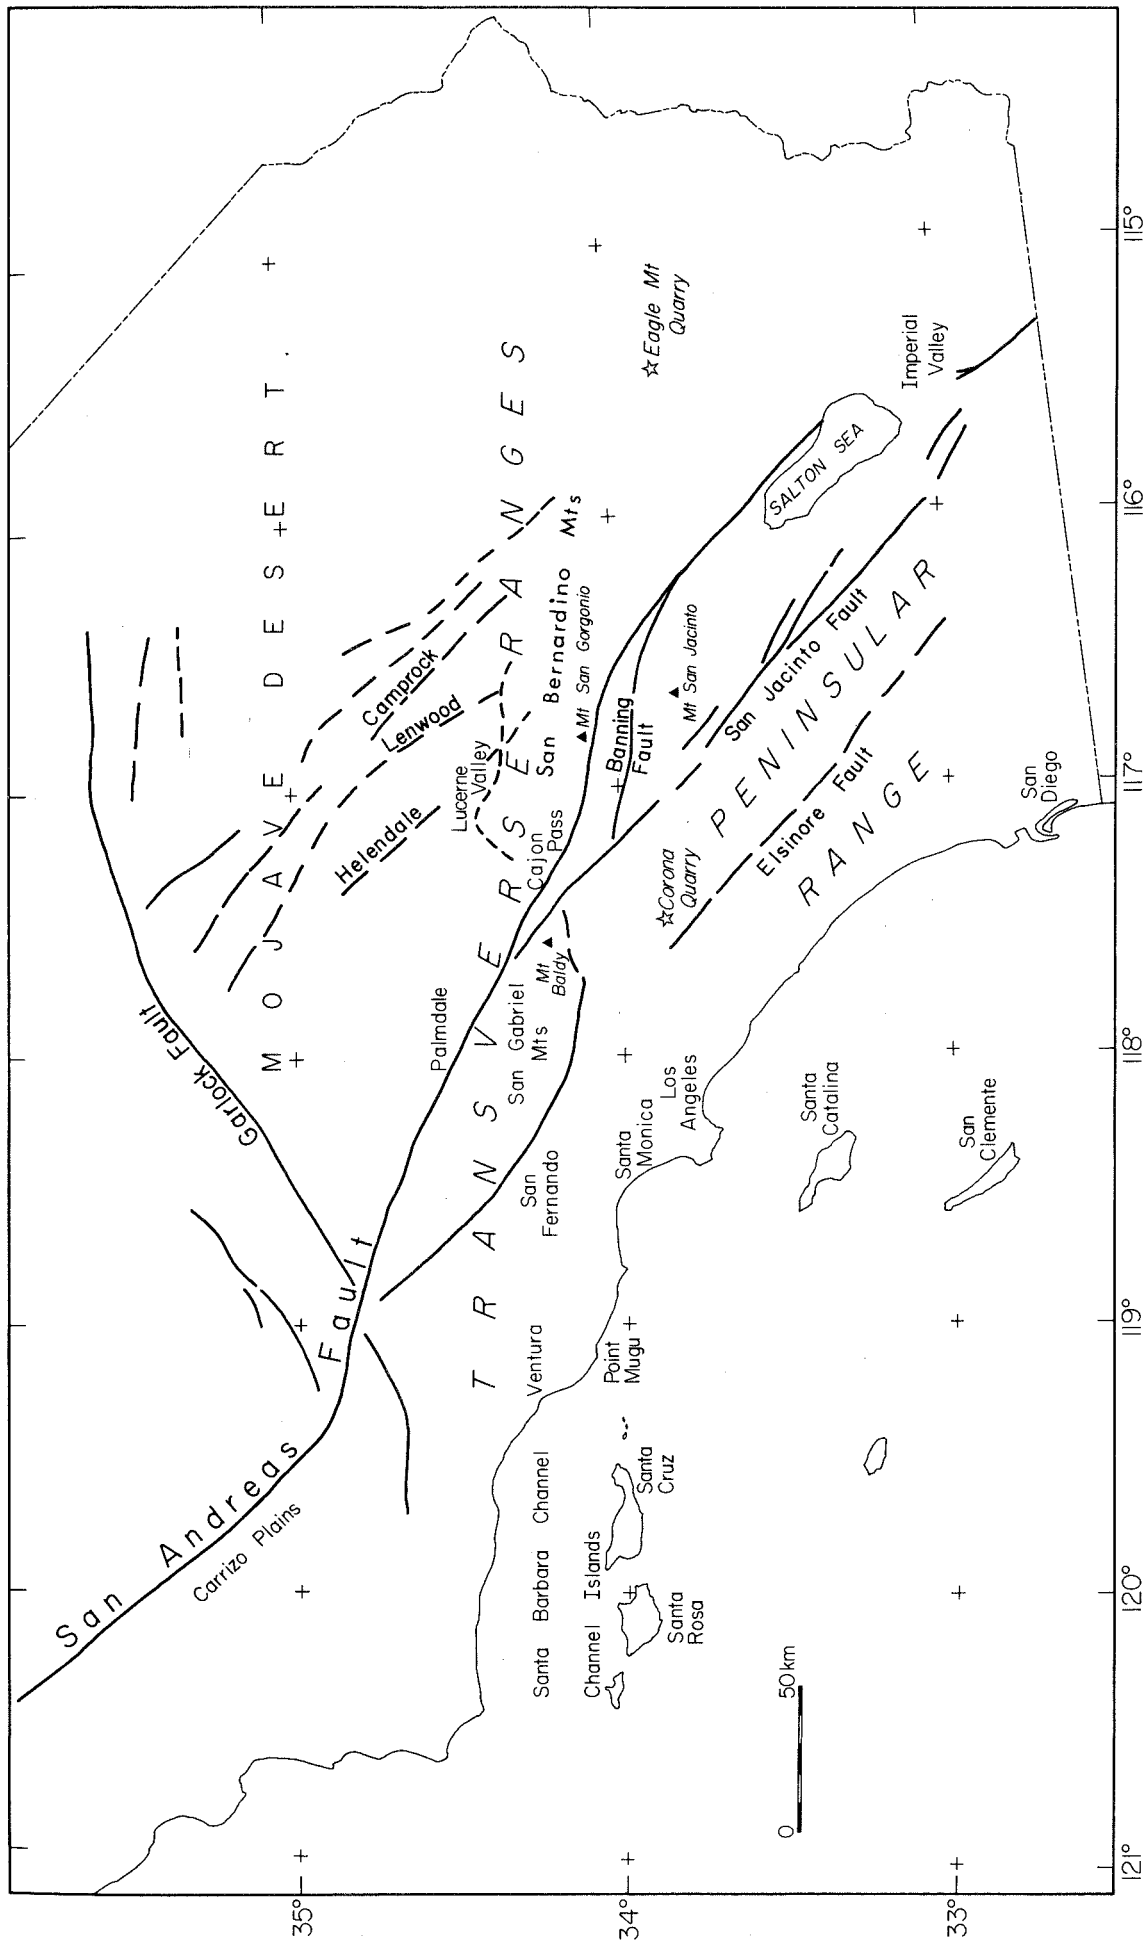 San Andreas Fault
Carrizo Plains
Garlock Fault
MOJAVE DESERT
Helendale
Lenwood
Camprock
Lucerne
Valley
Palmdale
TRANSVERSE RANGES
San Gabriel
Mts
Mt
Baldy
Cajon
Pass
San Bernardino Mts
Mt San Gorgonio
Banning
Fault
Mt San Jacinto
San Jacinto Fault
Eagle Mt
Quarry
SALTON SEA
Imperial
Valley
PENINSULAR
RANGE
Elsinore Fault
Corona
Quarry
San
Diego
San
Fernando
Santa
Monica
Los
Angeles
Ventura
Point
Mugu
Santa Barbara Channel
Channel Islands
Santa
Cruz
Santa
Rosa
Santa
Catalina
San
Clemente
0 50 km
35°
34°
33°
121°
120°
119°
118°
117°
116°
115°